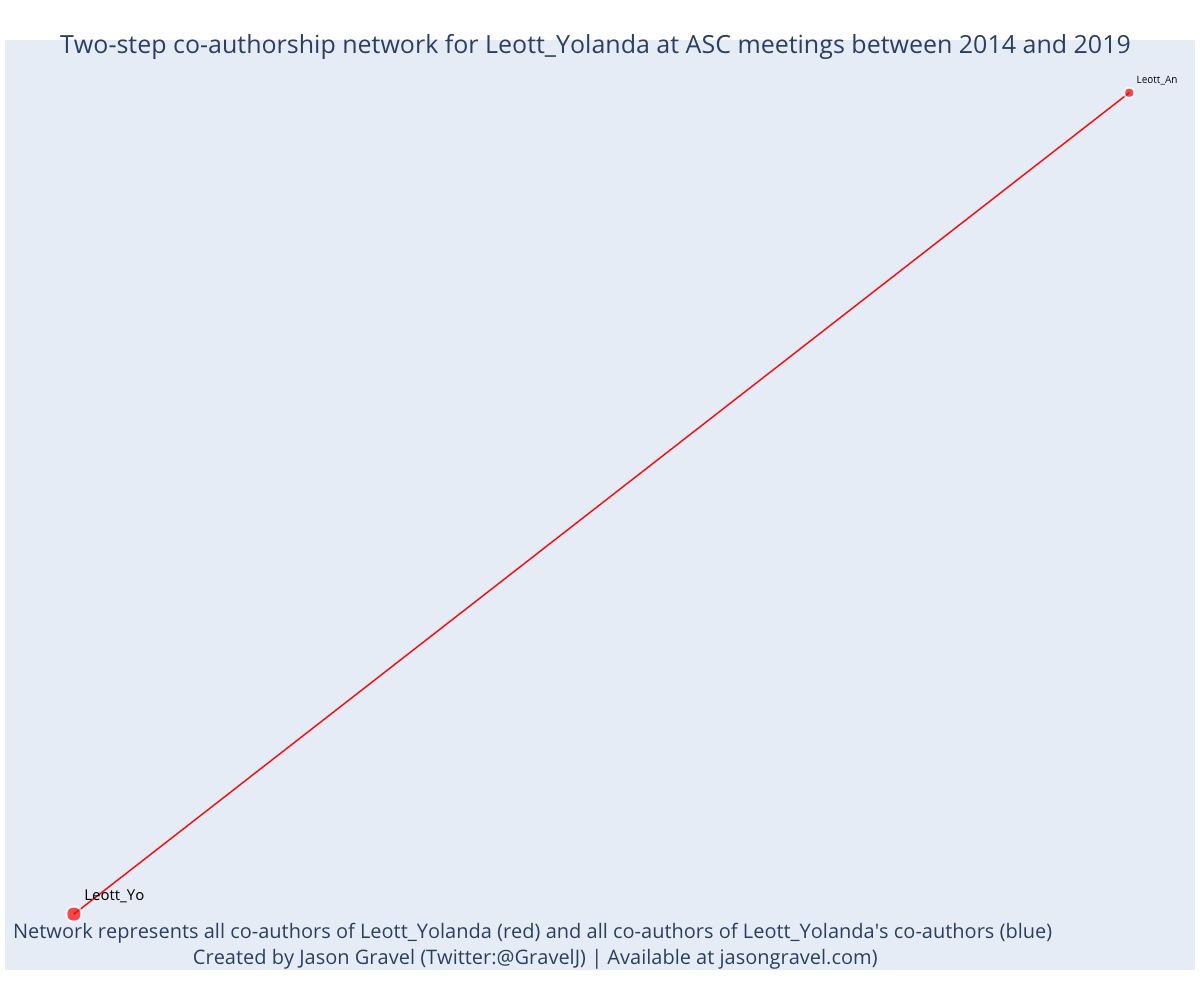 Two-step co-authorship network for Leott_Yolanda at ASC meetings between 2014 and 2019
Leott_An
Leott_Yo
Network represents all co-authors of Leott_Yolanda (red) and all co-authors of Leott_Yolanda's co-authors (blue)
Created by Jason Gravel (Twitter:@GravelJ) | Available at jasongravel.com)